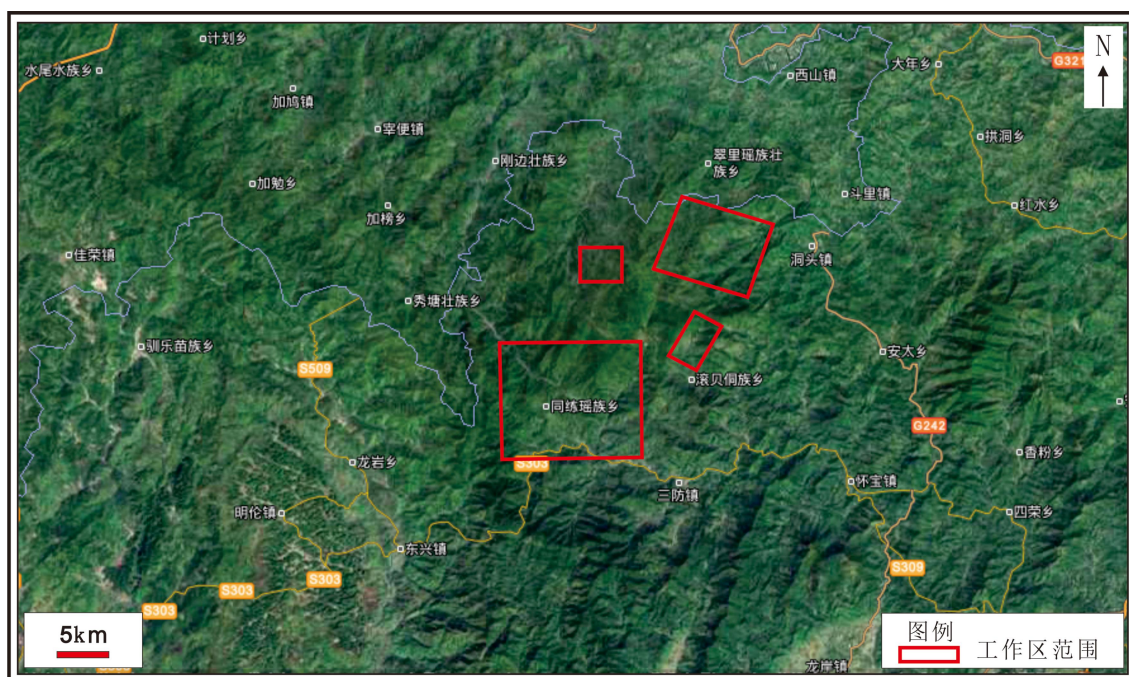 计划乡
水尾水族乡
加鸠镇
宰便镇
西山镇
大年乡
G321
N
拱洞乡
刚边壮族乡
翠里瑶族壮
族乡
加勉乡
加榜乡
斗里镇
红水乡
佳荣镇
洞头镇
秀塘壮族乡
驯乐苗族乡
S509
安太乡
滚贝侗族乡
同练瑶族乡
G242
龙岩乡
S303
香粉乡
三防镇
怀宝镇
明伦镇
四荣乡
东兴镇
S303
S303
S303
S309
5km
图例
工作区范围
龙岸镇